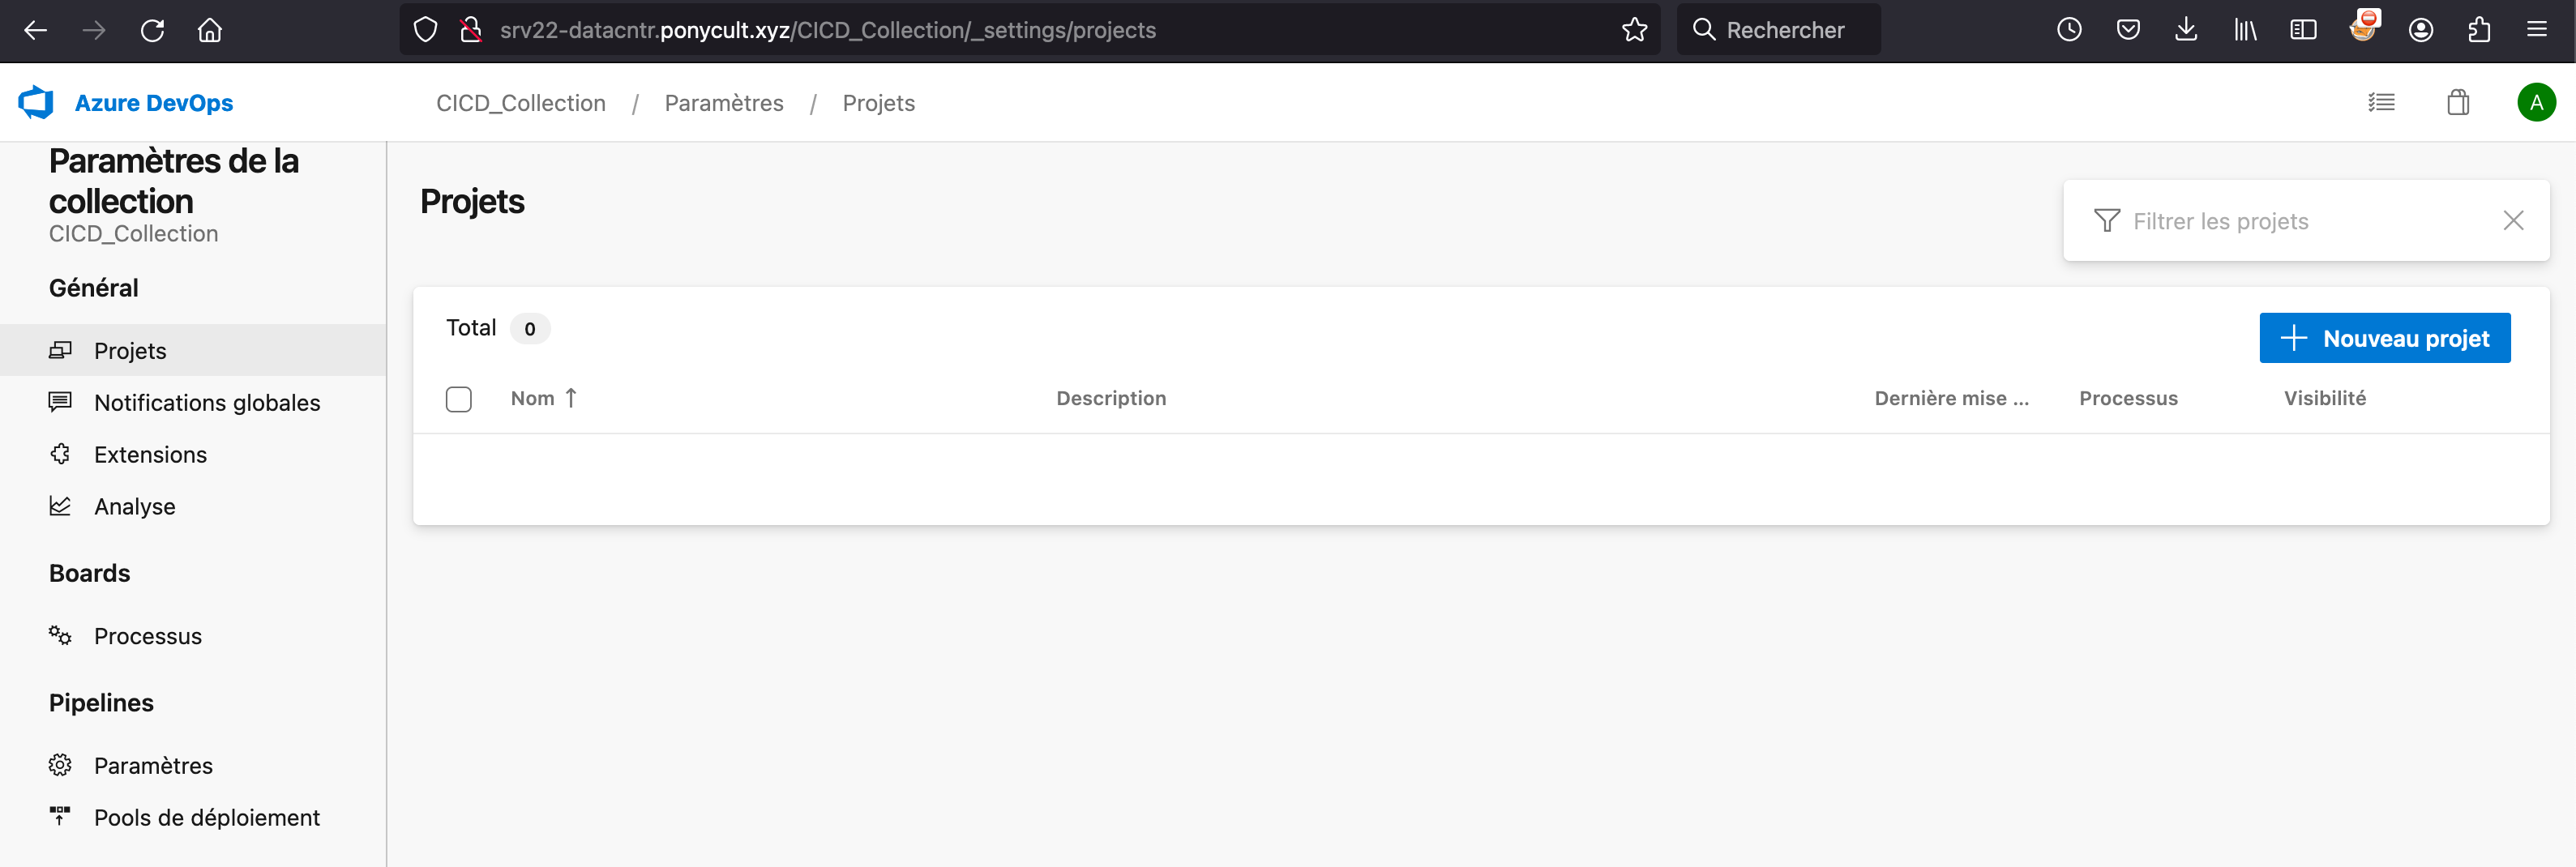 srv22-datacntr.ponycult.xyz/CICD_Collection/_settings/projects
Rechercher
Azure DevOps
CICD_Collection / Paramètres / Projets
A
Paramètres de la
collection
CICD_Collection
Général
Projets
Notifications globales
Extensions
Analyse
Boards
Processus
Pipelines
Paramètres
Pools de déploiement
Projets
Filtrer les projets
Total 0
Nouveau projet
Nom ↑ Description Dernière mise ... Processus Visibilité